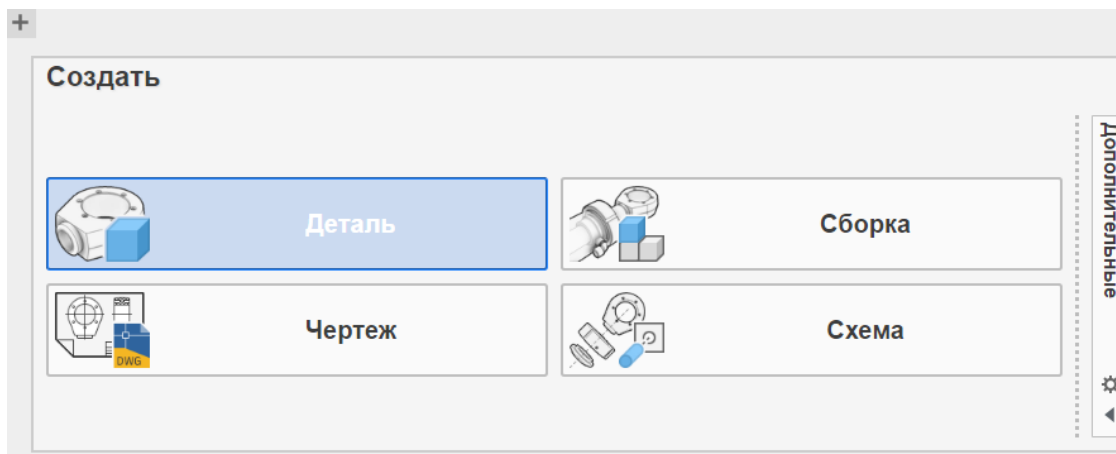 Создать
Деталь
Сборка
Чертеж
DWG
Схема
Дополнительные